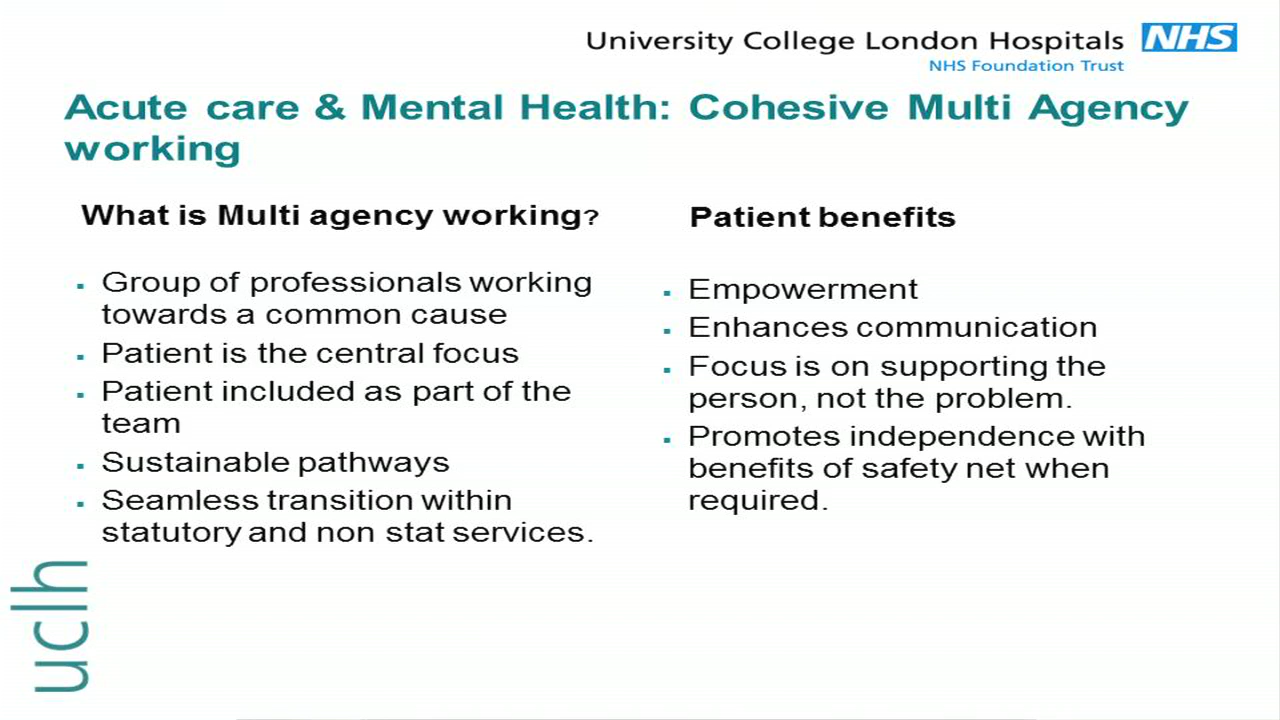 University College London Hospitals NHS
NHS Foundation Trust
Acute care & Mental Health: Cohesive Multi Agency
working
What is Multi agency working?
▪ Group of professionals working
towards a common cause
▪ Patient is the central focus
▪ Patient included as part of the
team
▪ Sustainable pathways
▪ Seamless transition within
statutory and non stat services.
Patient benefits
▪ Empowerment
▪ Enhances communication
▪ Focus is on supporting the
person, not the problem.
▪ Promotes independence with
benefits of safety net when
required.
uclh